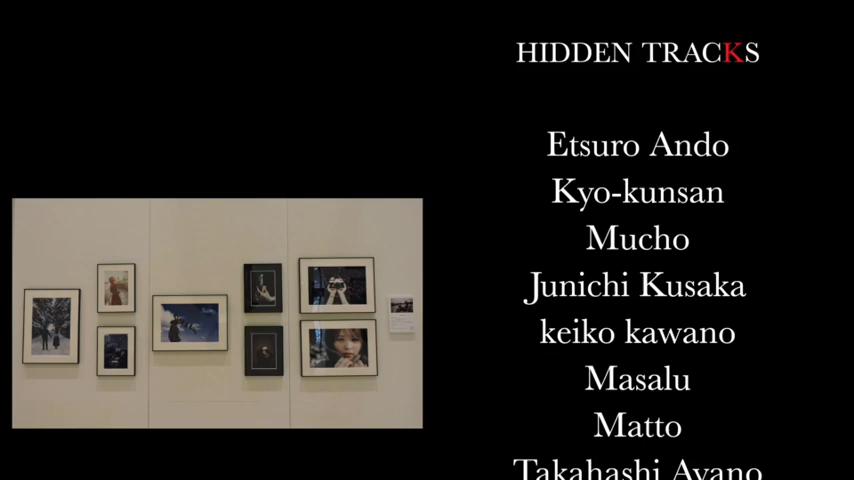 HIDDEN TRACKS
Etsuro Ando
Kyo-kunsan
Mucho
Junichi Kusaka
keiko kawano
Masalu
Matto
Takahashi Ayano